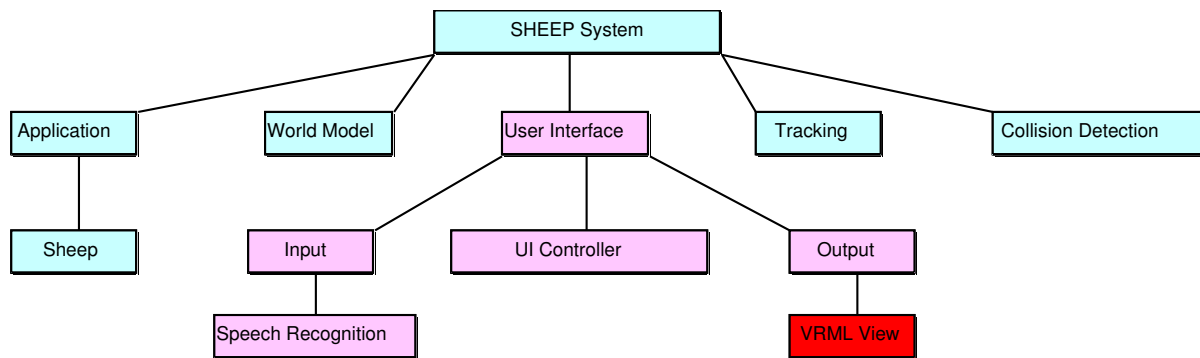 SHEEP System
Application
World Model
User Interface
Tracking
Collision Detection
Sheep
Input
UI Controller
Output
Speech Recognition
VRML View